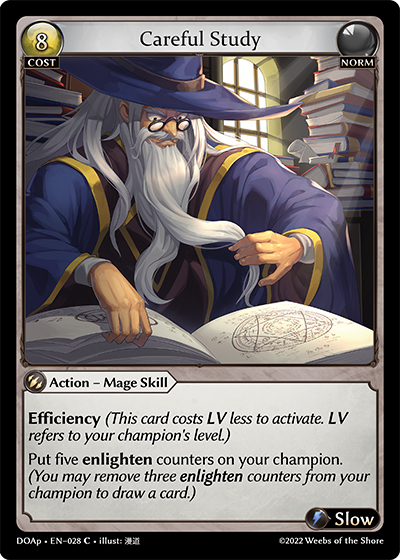 8
COST
Careful Study
NORM
Action – Mage Skill
Efficiency (This card costs LV less to activate. LV
refers to your champion's level.)
Put five enlighten counters on your champion.
(You may remove three enlighten counters from your
champion to draw a card.)
Slow
DOAp • EN-028 C • illust: 漫道
©2022 Weebs of the Shore